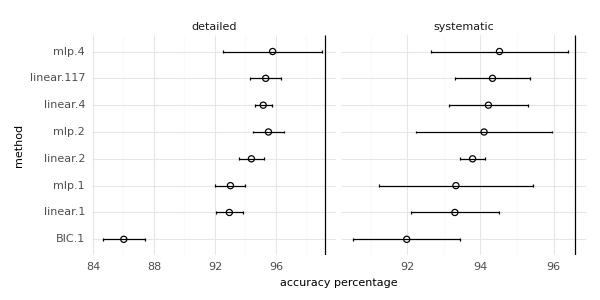 detailed
systematic
mlp.4
linear.117
linear.4
mlp.2
linear.2
mlp.1
linear.1
BIC.1
method
84
88
92
96
92
94
96
accuracy percentage